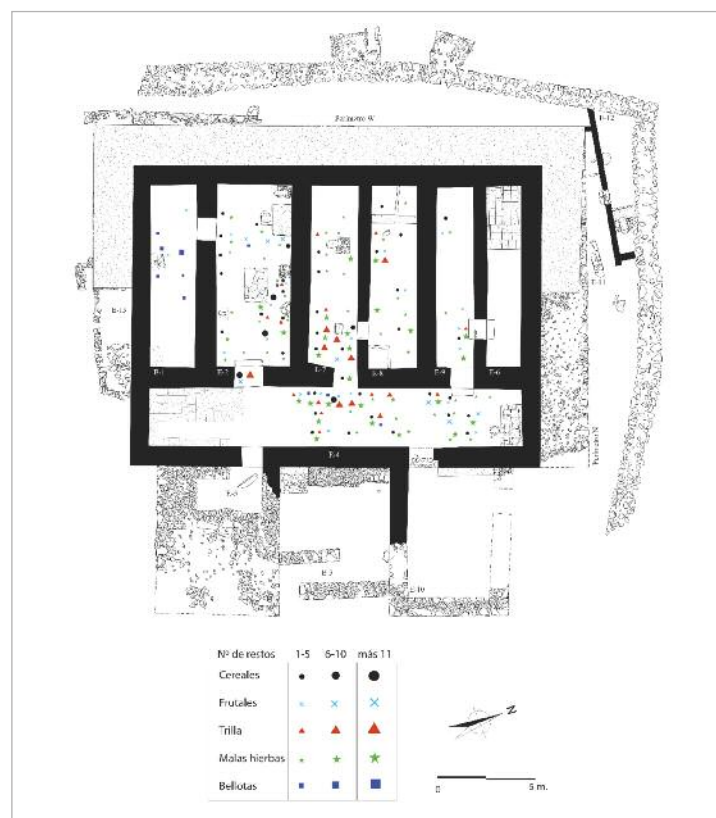 Perímetro W
E-12
E-11
E-13
E-1
E-2
E-7
E-8
E-9
E-6
Perímetro N
E-4
E-5
E-3
E-10
Nº de restos 1-5 6-10 más 11
Cereales
Frutales
Trilla
Malas hierbas
Bellotas
N
0 5 m.